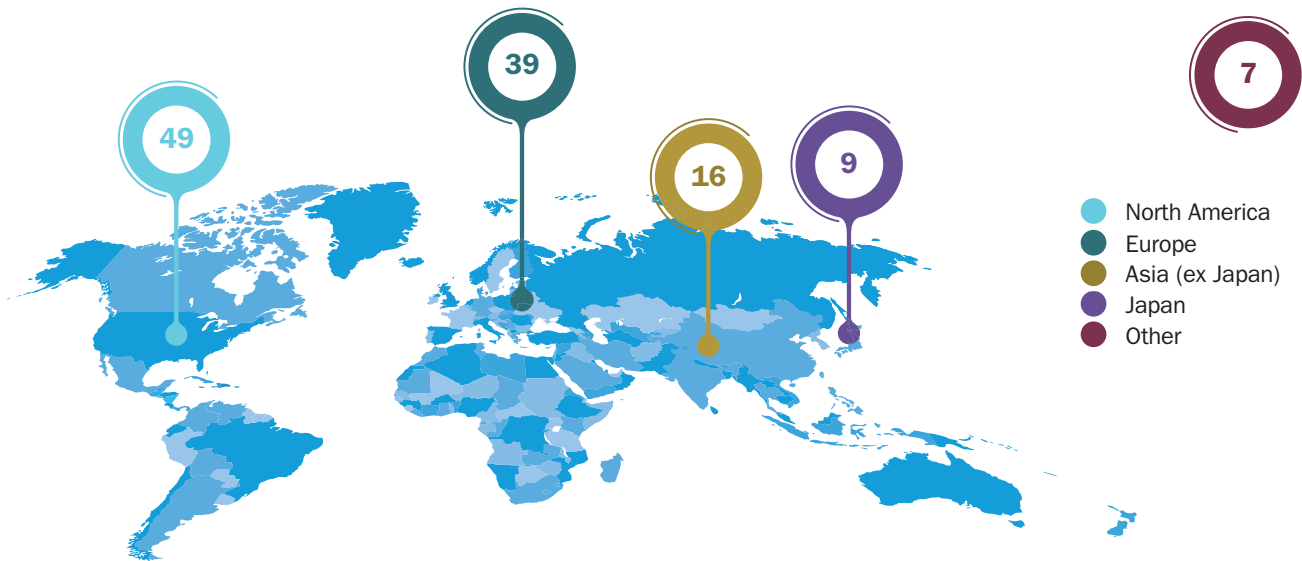 39
7
49
9
16
North America
Europe
Asia (ex Japan)
Japan
Other